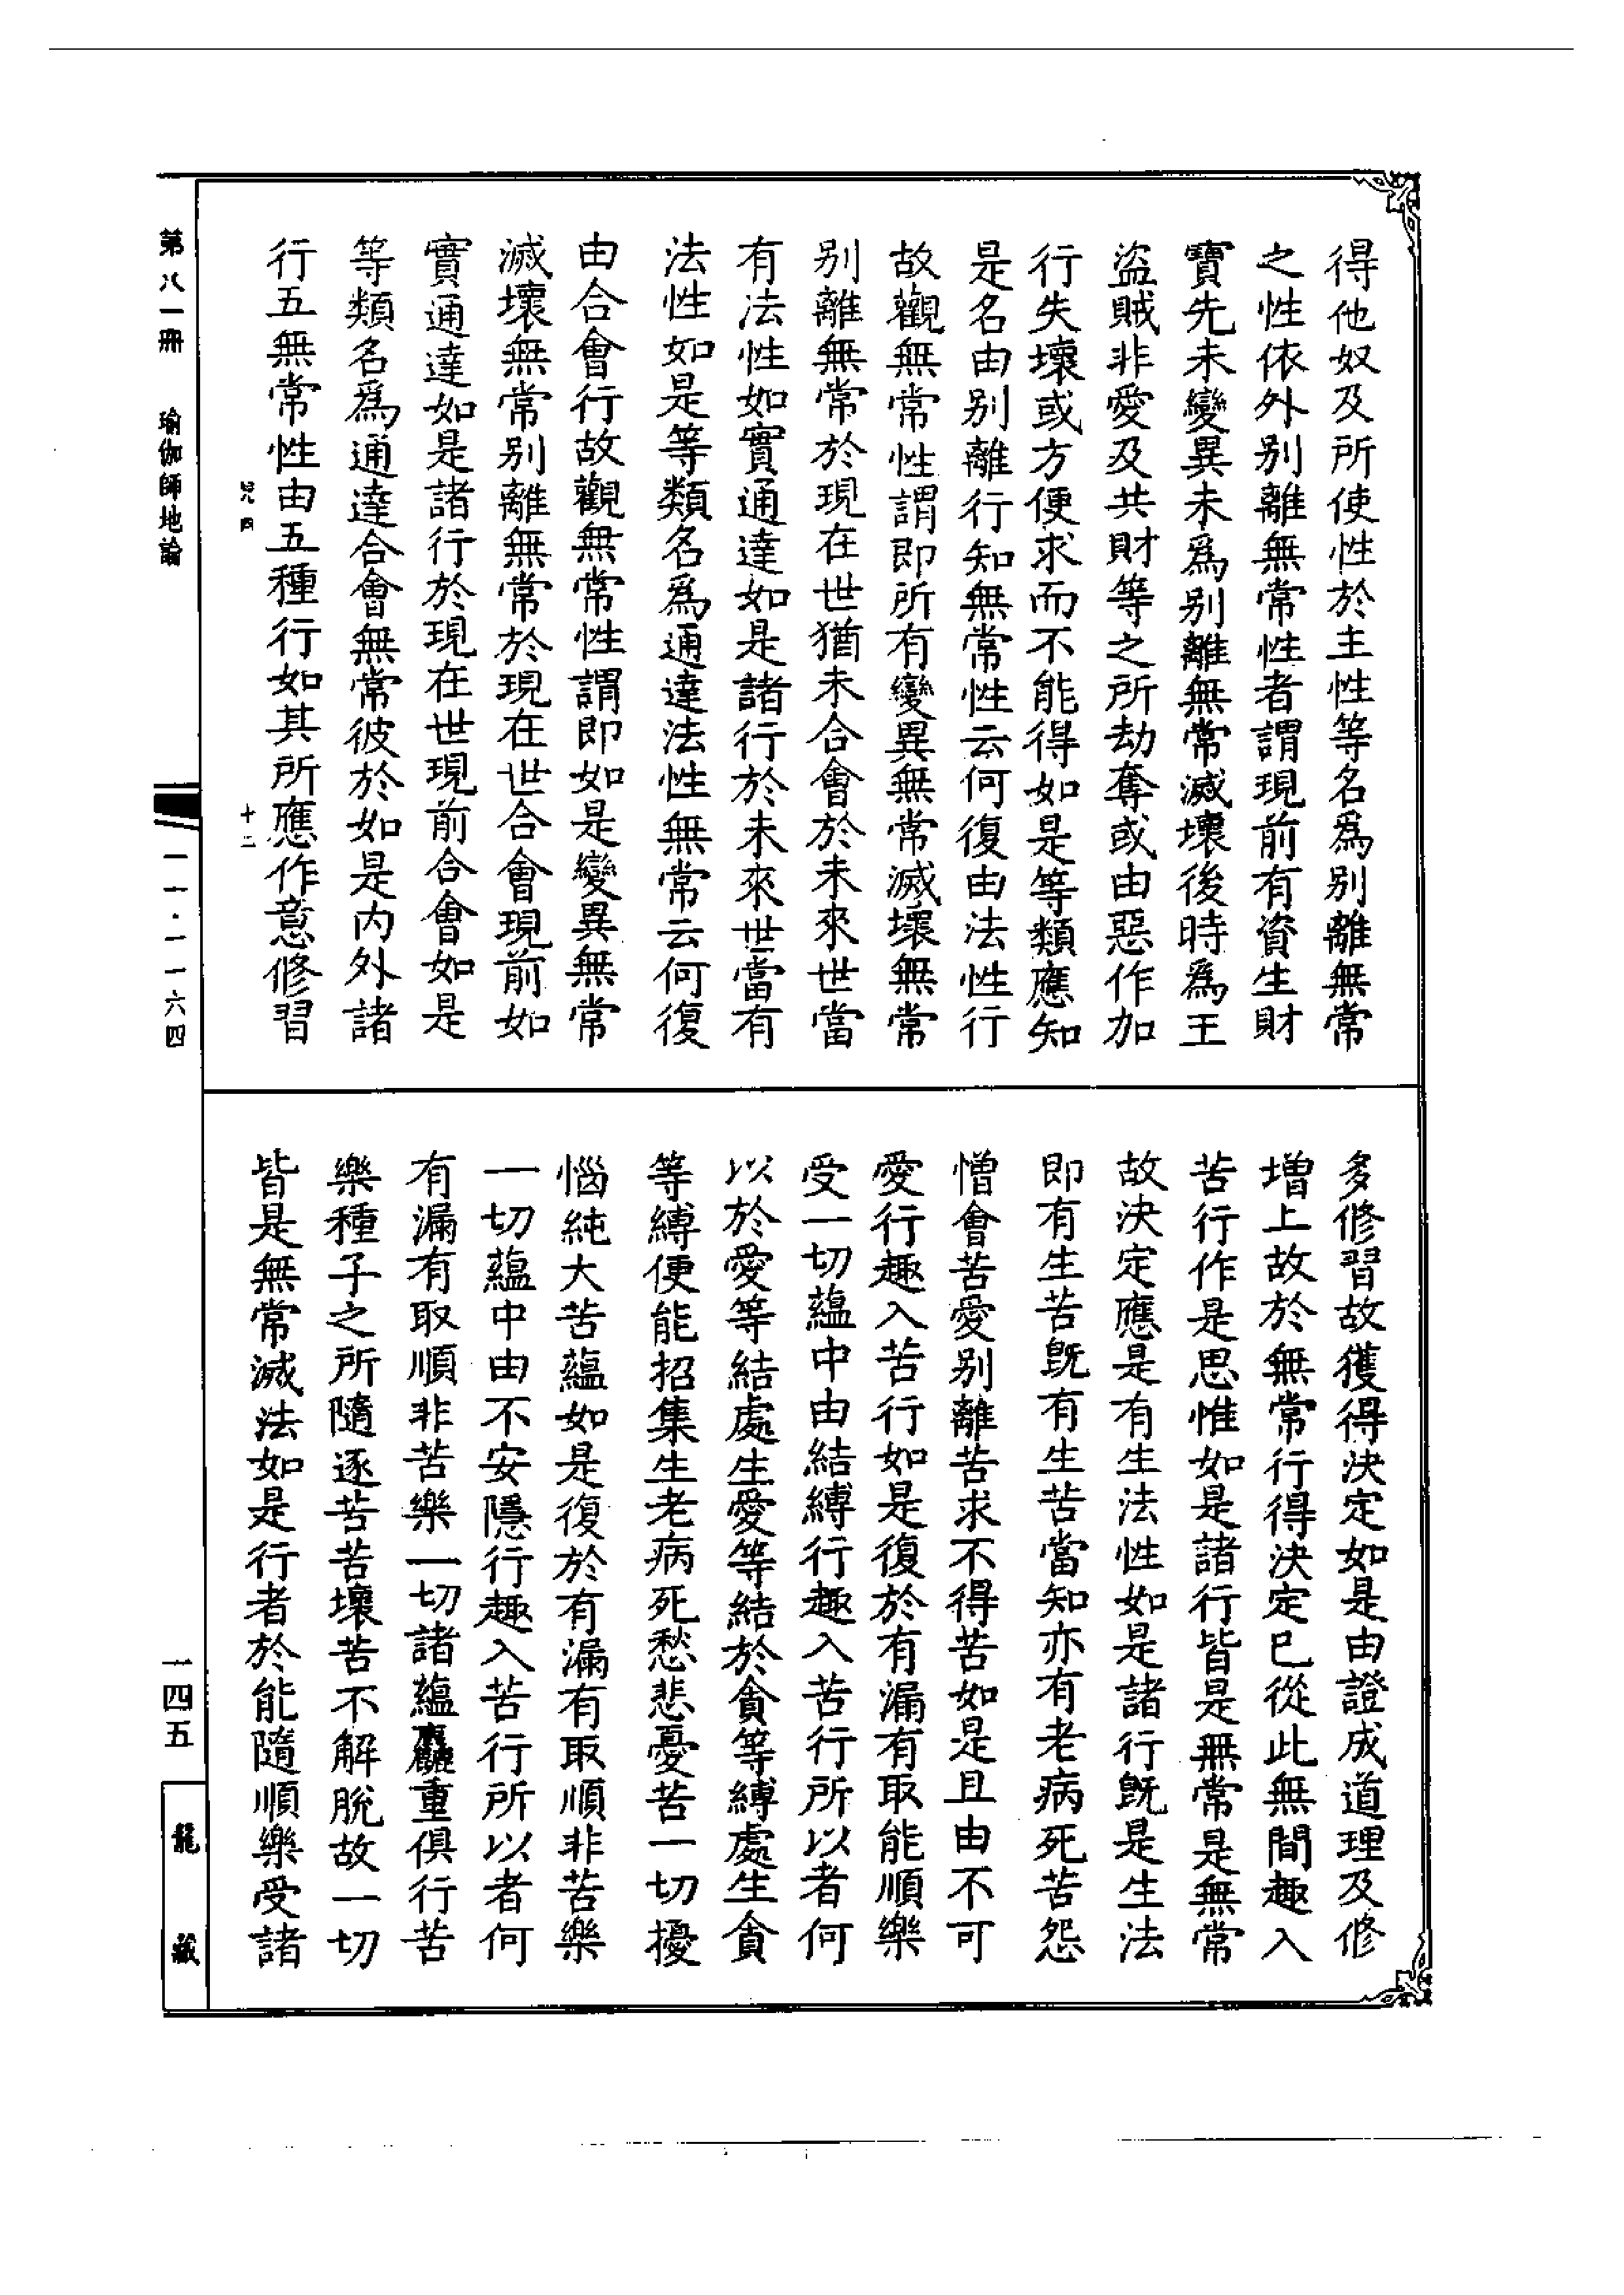 得他奴及所使性於主性等名爲别離無常
之性依外别離無常性者謂現前有資生財
寶先未變異未爲别離無常滅壞後時爲王
盜賊非愛及共財等之所劫奪或由惡作加
行失壞或方便求而不能得如是等類應知
是名由别離行知無常性云何復由法性行
故觀無常性謂即所有變異無常滅壞無常
别離無常於現在世猶未合會於未來世當
有法性如實通達如是諸行於未來世當有
法性如是等類名爲通達法性無常云何復
由合會行故觀無常性謂即如是變異無常
滅壞無常别離無常於現在世合會現前如
實通達如是諸行於現在世現前合會如是
等類名爲通達合會無常彼於如是内外諸
行五無常性由五種行如其所應作意修習
多修習故獲得決定如是由證成道理及修
增上故於無常行得決定已從此無間趣入
苦行作是思惟如是諸行皆是無常是無常
故決定應是有生法性如是諸行既是生法
即有生苦既有生苦當知亦有老病死苦怨
憎會苦愛别離苦求不得苦如是且由不可
愛行趣入苦行如是復於有漏有取能順樂
受一切蘊中由結縛行趣入苦行所以者何
以於愛等結處生愛等結於貪等縛處生貪
等縛便能招集生老病死愁悲憂苦一切擾
惱純大苦蘊如是復於有漏有取順非苦樂
一切蘊中由不安隱行趣入苦行所以者何
有漏有取順非苦樂一切諸蘊麤重俱行苦
樂種子之所隨逐苦苦壞苦不解脫故一切
皆是無常滅法如是行者於能隨順樂受諸
第八一冊 瑜伽師地論
十二
一一·一一六四
一四五
龍藏